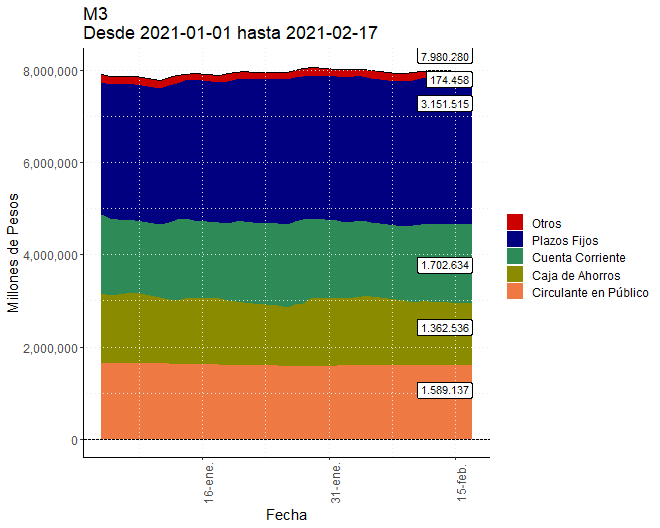 M3
Desde 2021-01-01 hasta 2021-02-17
Millones de Pesos
8,000,000
6,000,000
4,000,000
2,000,000
0
7.980.280
174.458
3.151.515
1.702.634
1.362.536
1.589.137
16-ene.
31-ene.
15-feb.
Fecha
Otros
Plazos Fijos
Cuenta Corriente
Caja de Ahorros
Circulante en Público